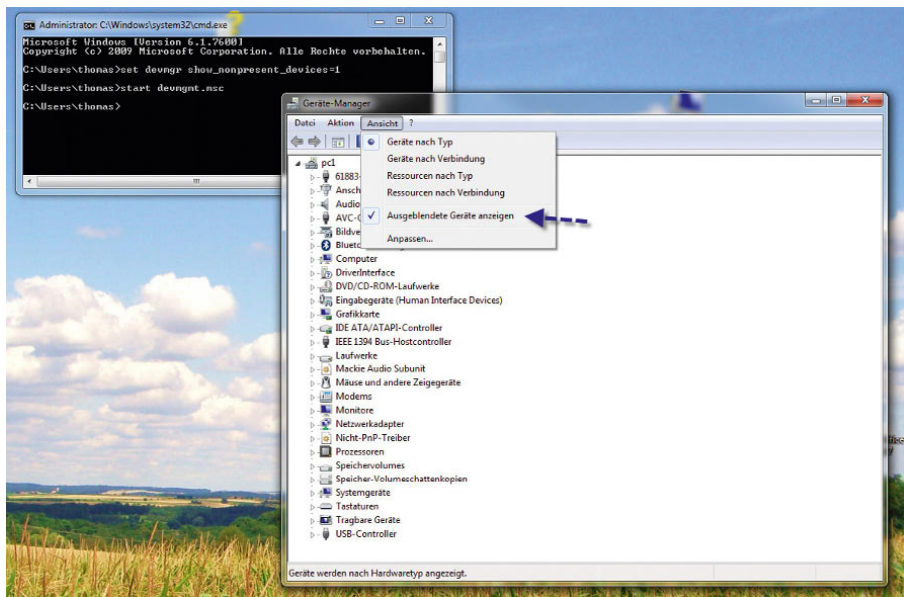 Administrator: C:\Windows\system32\cmd.exe
Microsoft Windows [Version 6.1.7600]
Copyright (c) 2009 Microsoft Corporation. Alle Rechte vorbehalten.
C:\Users\thomas>set devmgr_show_nonpresent_devices=1
C:\Users\thomas>start devmgmt.msc
C:\Users\thomas>
Geräte-Manager
Datei Aktion Ansicht ?
Geräte nach Typ
Geräte nach Verbindung
Ressourcen nach Typ
Ressourcen nach Verbindung
Ausgeblendete Geräte anzeigen
Anpassen...
pc1
61883-
Ansch
Audio
AVC-
Bildve
Bluet
Computer
DriverInterface
DVD/CD-ROM-Laufwerke
Eingabegeräte (Human Interface Devices)
Grafikkarte
IDE ATA/ATAPI-Controller
IEEE 1394 Bus-Hostcontroller
Laufwerke
Mackie Audio Subunit
Mäuse und andere Zeigegeräte
Modems
Monitore
Netzwerkadapter
Nicht-PnP-Treiber
Prozessoren
Speichervolumes
Speicher-Volumeschattenkopien
Systemgeräte
Tastaturen
Tragbare Geräte
USB-Controller
Geräte werden nach Hardwaretyp angezeigt.